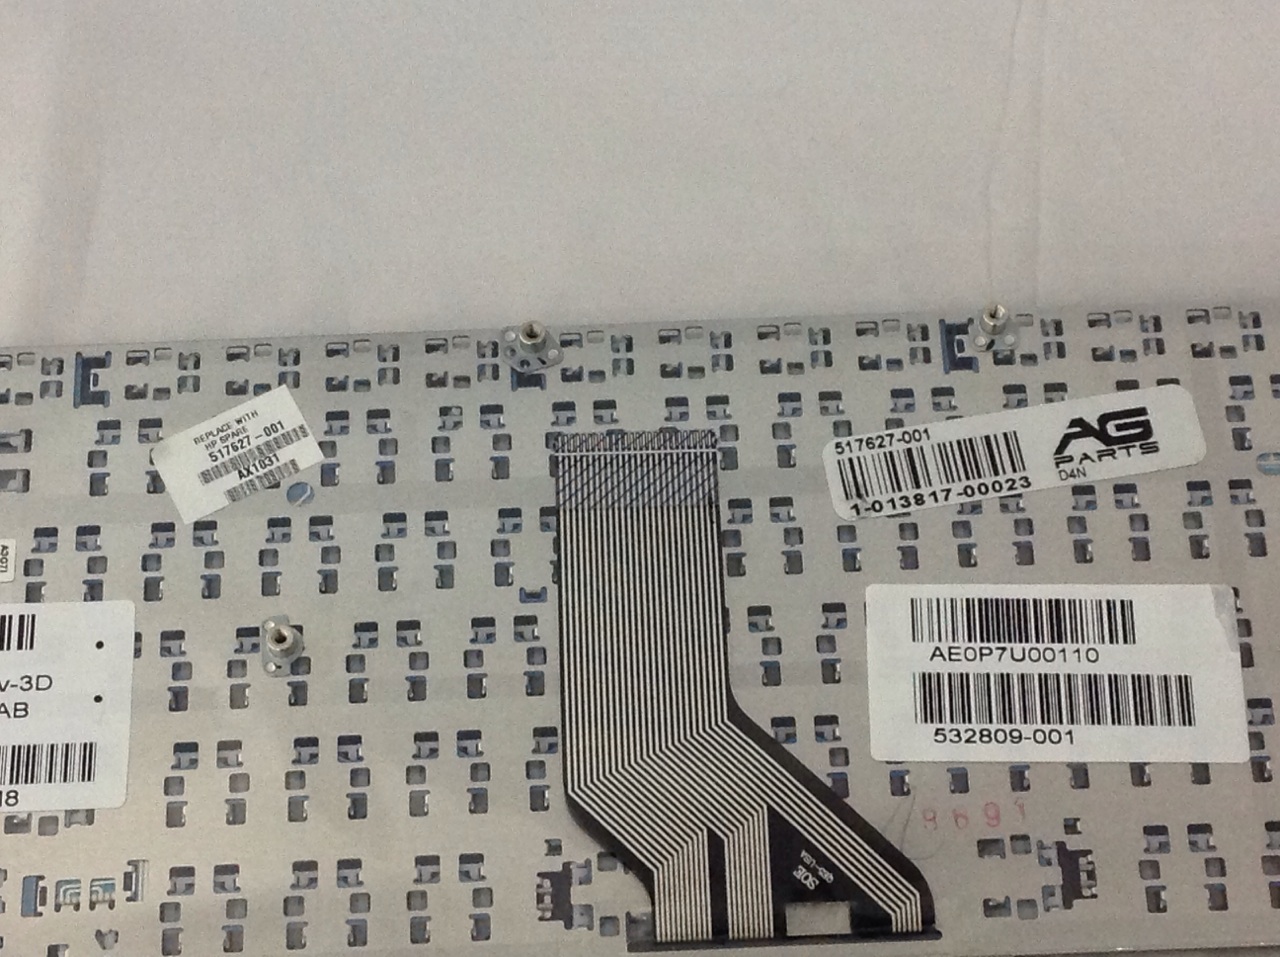 REPLACE WITH
HP SPARE
517627-001
AX1031
517627-001
1-013817-00023
AG
PARTS
D4N
AE0P7U00110
532809-001
v-3D
AB
SOE